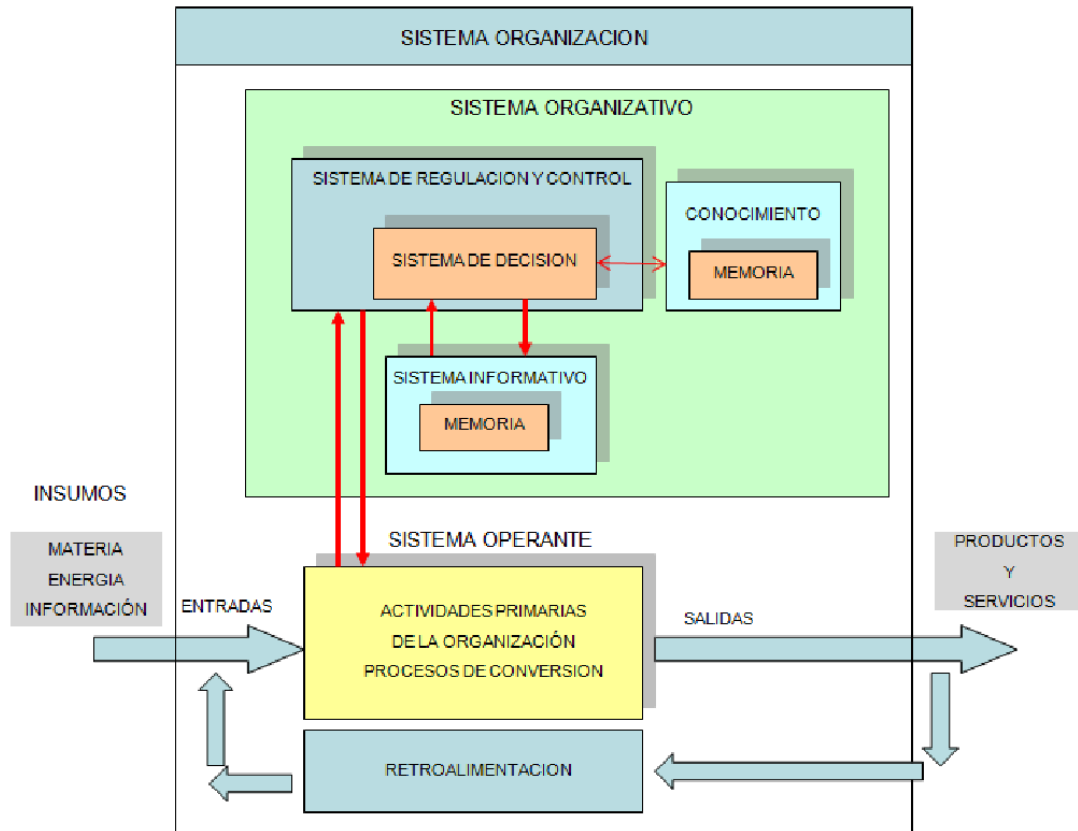 SISTEMA ORGANIZACION
SISTEMA ORGANIZATIVO
SISTEMA DE REGULACION Y CONTROL
SISTEMA DE DECISION
CONOCIMIENTO
MEMORIA
SISTEMA INFORMATIVO
MEMORIA
INSUMOS
MATERIA
ENERGIA
INFORMACIÓN
ENTRADAS
SISTEMA OPERANTE
ACTIVIDADES PRIMARIAS
DE LA ORGANIZACIÓN
PROCESOS DE CONVERSION
SALIDAS
PRODUCTOS
Y
SERVICIOS
RETROALIMENTACION